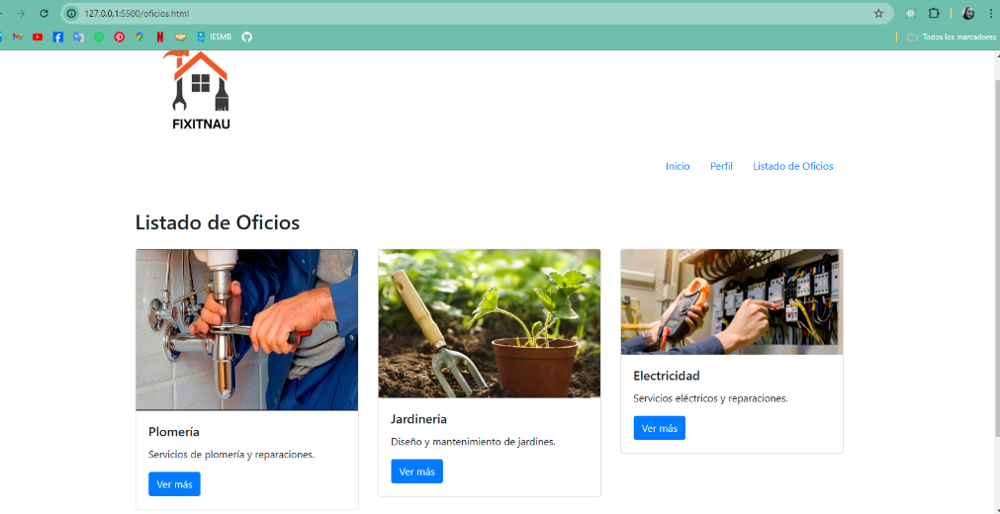 127.0.0.1:5500/oficios.html
IESMB
Todos los marcadores
FIXITNAU
Inicio Perfil Listado de Oficios
Listado de Oficios
Plomería
Servicios de plomería y reparaciones.
Ver más
Jardinería
Diseño y mantenimiento de jardines.
Ver más
Electricidad
Servicios eléctricos y reparaciones.
Ver más